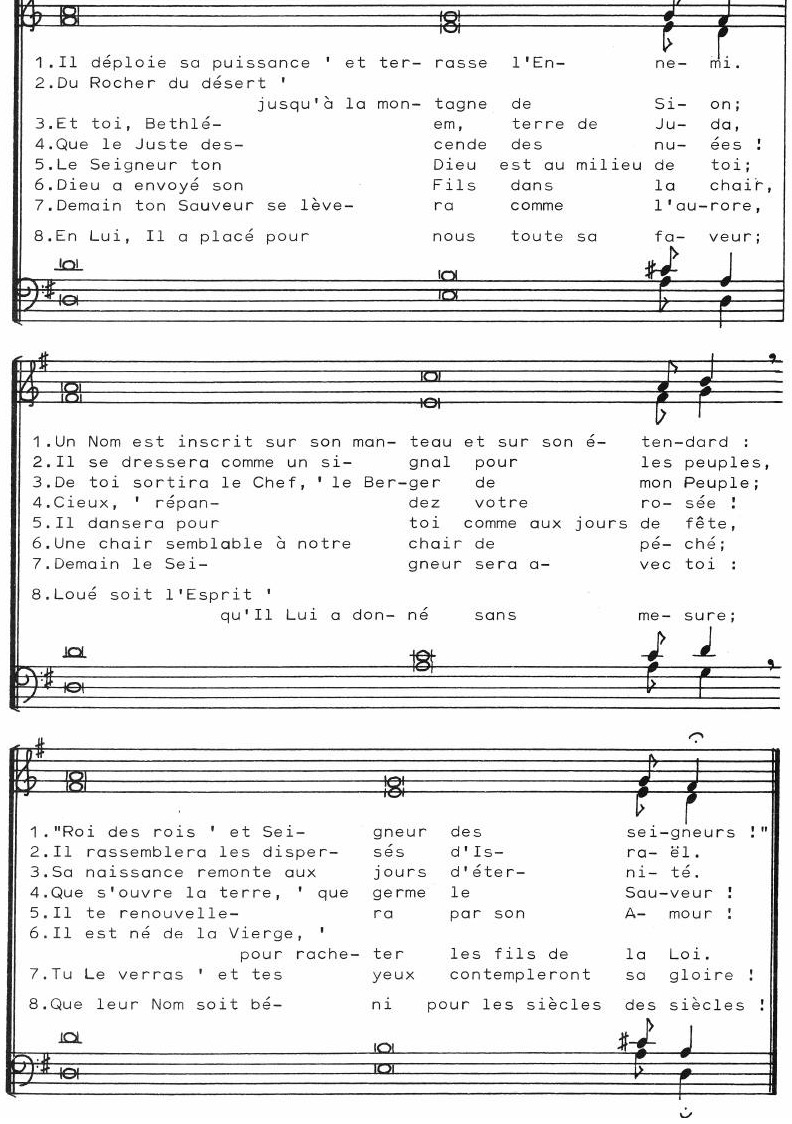 1.Il déploie sa puissance ' et ter- rasse l'En- ne- mi.
2.Du Rocher du désert '
jusqu'à la mon- tagne de Si- on;
3.Et toi, Bethlé- em, terre de Ju- da,
4.Que le Juste des- cende des nu- ées !
5.Le Seigneur ton Dieu est au milieu de toi;
6.Dieu a envoyé son Fils dans la chair,
7.Demain ton Sauveur se lève- ra comme l'au-rore,
8.En Lui, Il a placé pour nous toute sa fa- veur;
1.Un Nom est inscrit sur son man- teau et sur son é- ten-dard :
2.Il se dressera comme un si- gnal pour les peuples,
3.De toi sortira le Chef, ' le Ber-ger de mon Peuple;
4.Cieux, ' répan- dez votre ro- sée !
5.Il dansera pour toi comme aux jours de fête,
6.Une chair semblable à notre chair de pé- ché;
7.Demain le Sei- gneur sera a- vec toi :
8.Loué soit l'Esprit '
qu'Il Lui a don- né sans me- sure;
1."Roi des rois ' et Sei- gneur des sei-gneurs !"
2.Il rassemblera les disper- sés d'Is- ra- ël.
3.Sa naissance remonte aux jours d'éter- ni- té.
4.Que s'ouvre la terre, ' que germe le Sau-veur !
5.Il te renouvelle- ra par son A- mour !
6.Il est né de la Vierge, '
pour rache- ter les fils de la Loi.
7.Tu Le verras ' et tes yeux contempleront sa gloire !
8.Que leur Nom soit bé- ni pour les siècles des siècles !